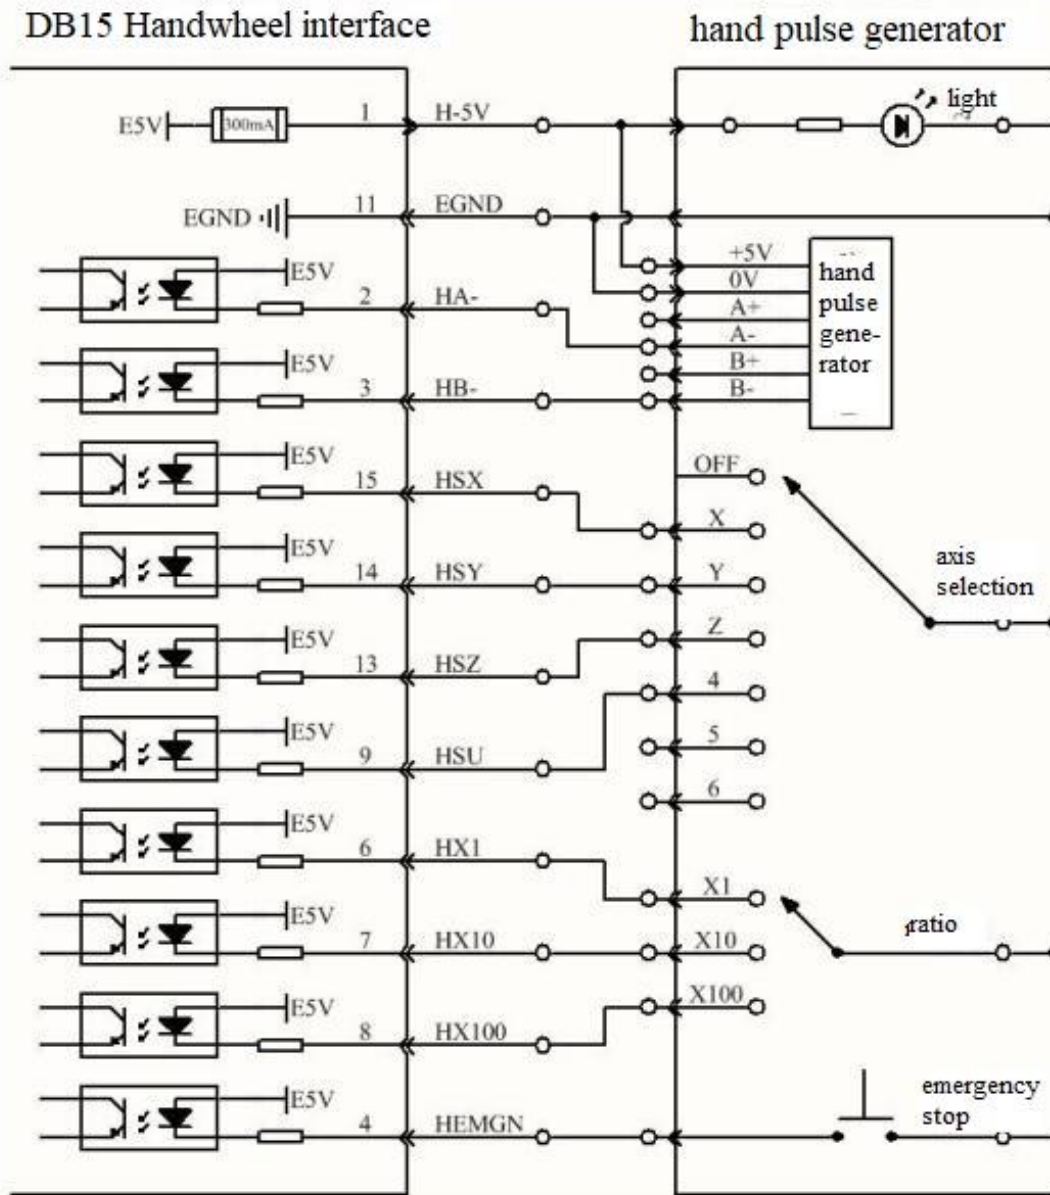 DB15 Handwheel interface
hand pulse generator
E5V 300mA 1 H-5V light
EGND 11 EGND
E5V +5V
2 HA- 0V
A+
A-
E5V B+
3 HB- B-
hand
pulse
gene-
rator
E5V OFF
15 HSX X
E5V
14 HSY Y
axis
selection
E5V Z
13 HSZ 4
E5V 5
9 HSU 6
E5V
6 HX1 X1
E5V
7 HX10 X10 ratio
E5V X100
8 HX100
E5V
4 HEMGN
emergency
stop